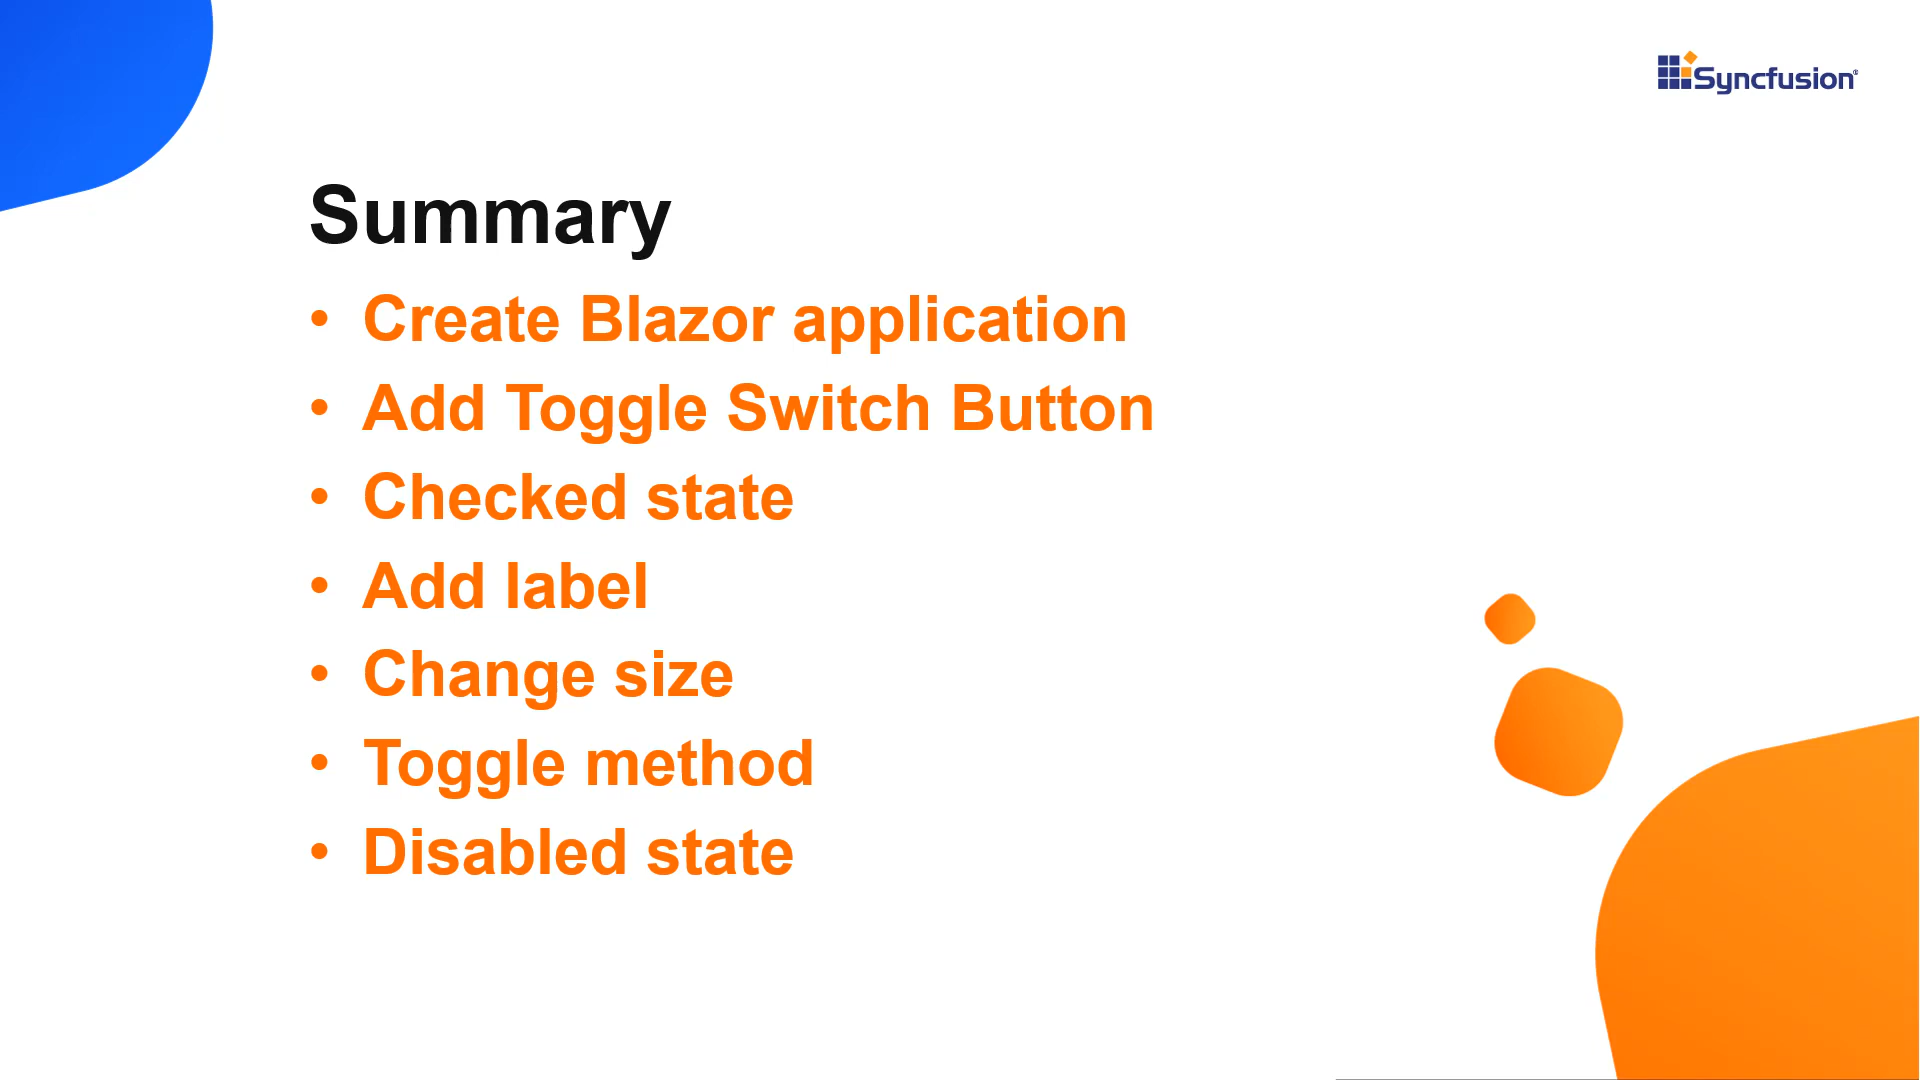 Syncfusion®
Summary
• Create Blazor application
• Add Toggle Switch Button
• Checked state
• Add label
• Change size
• Toggle method
• Disabled state